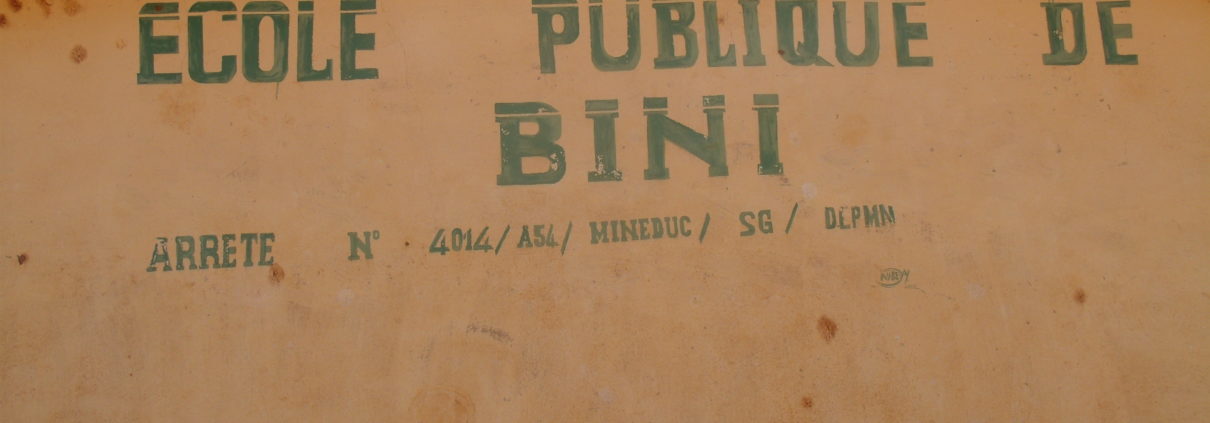 ECOLE PUBLIQUE DE
BINI
ARRETE N° 4014/A54/MINEDUC/SG/DEPMN